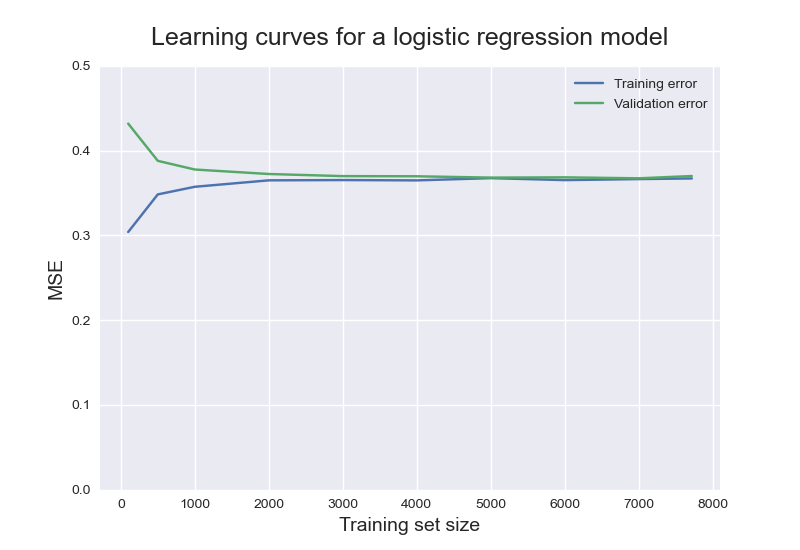 Learning curves for a logistic regression model
0.5
Training error
Validation error
0.4
0.3
MSE
0.2
0.1
0.0
0 1000 2000 3000 4000 5000 6000 7000 8000
Training set size